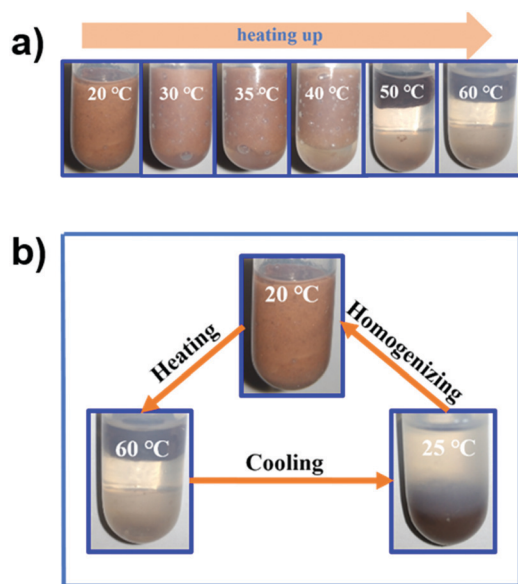 a)
heating up
20 ℃
30 ℃
35 ℃
40 ℃
50 ℃
60 ℃
b)
20 ℃
Heating
Homogenizing
60 ℃
25 ℃
Cooling